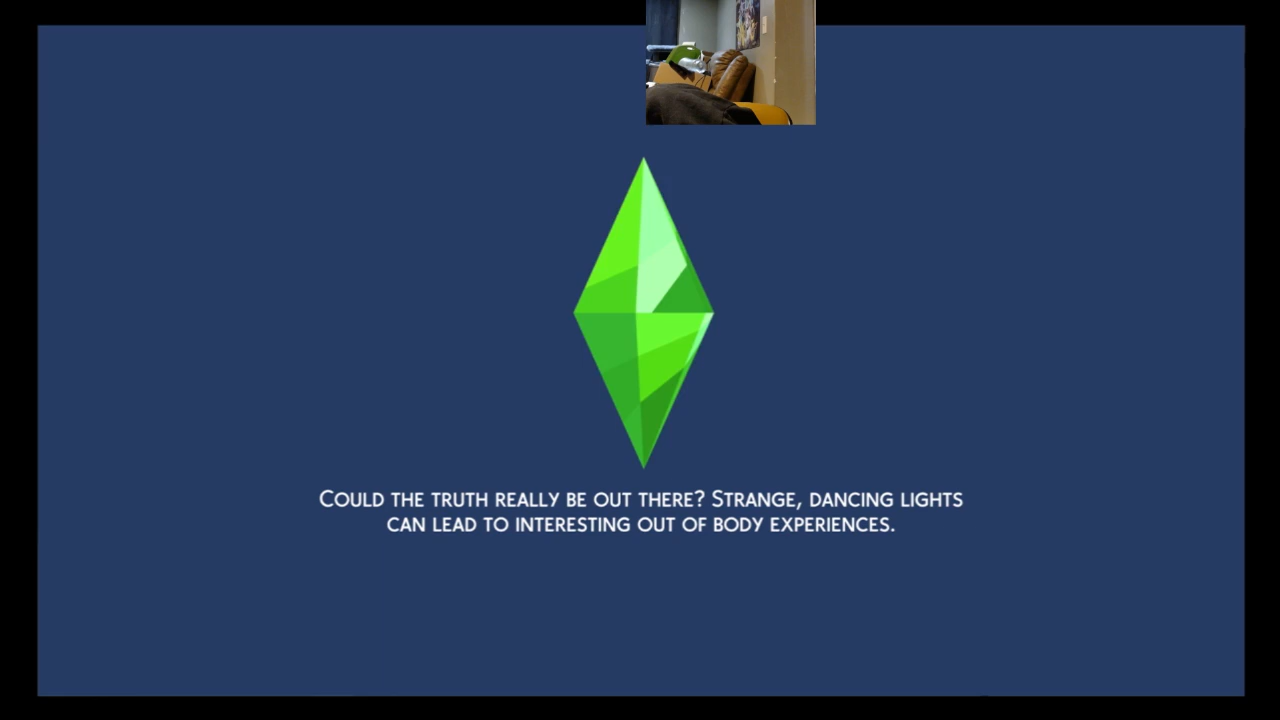 Could the truth really be out there? Strange, dancing lights
can lead to interesting out of body experiences.